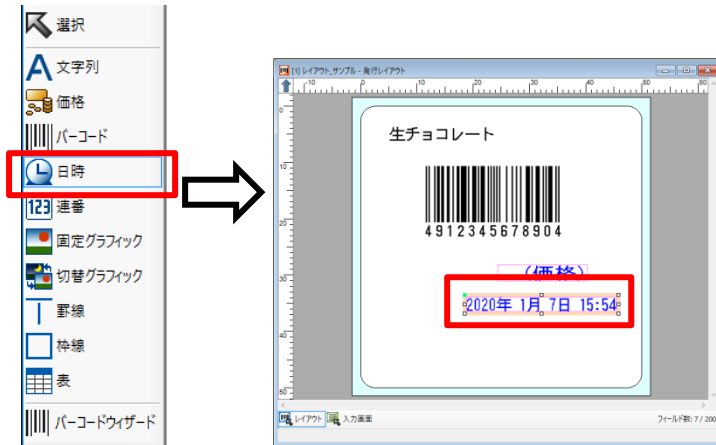 選択
文字列
価格
バーコード
日時
123 連番
固定グラフィック
切替グラフィック
罫線
枠線
表
バーコードウィザード
[1] レイアウト_サンプル - 発行レイアウト
生チョコレート
4912345678904
(価格)
2020年 1月 7日 15:54
レイアウト 入力画面
フィールド数: 7 / 200